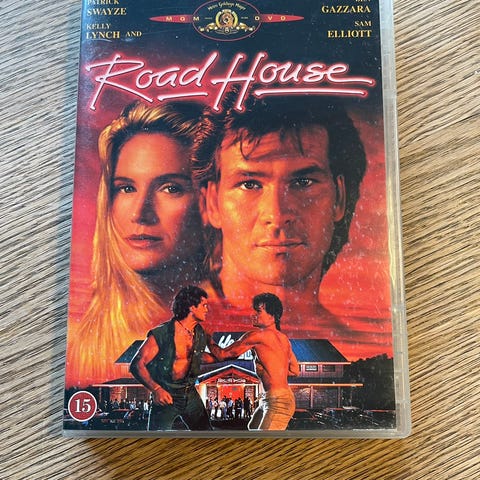 PATRICK
SWAYZE
KELLY
LYNCH AND
MGM DVD
GAZZARA
SAM
ELLIOTT
Road House
15